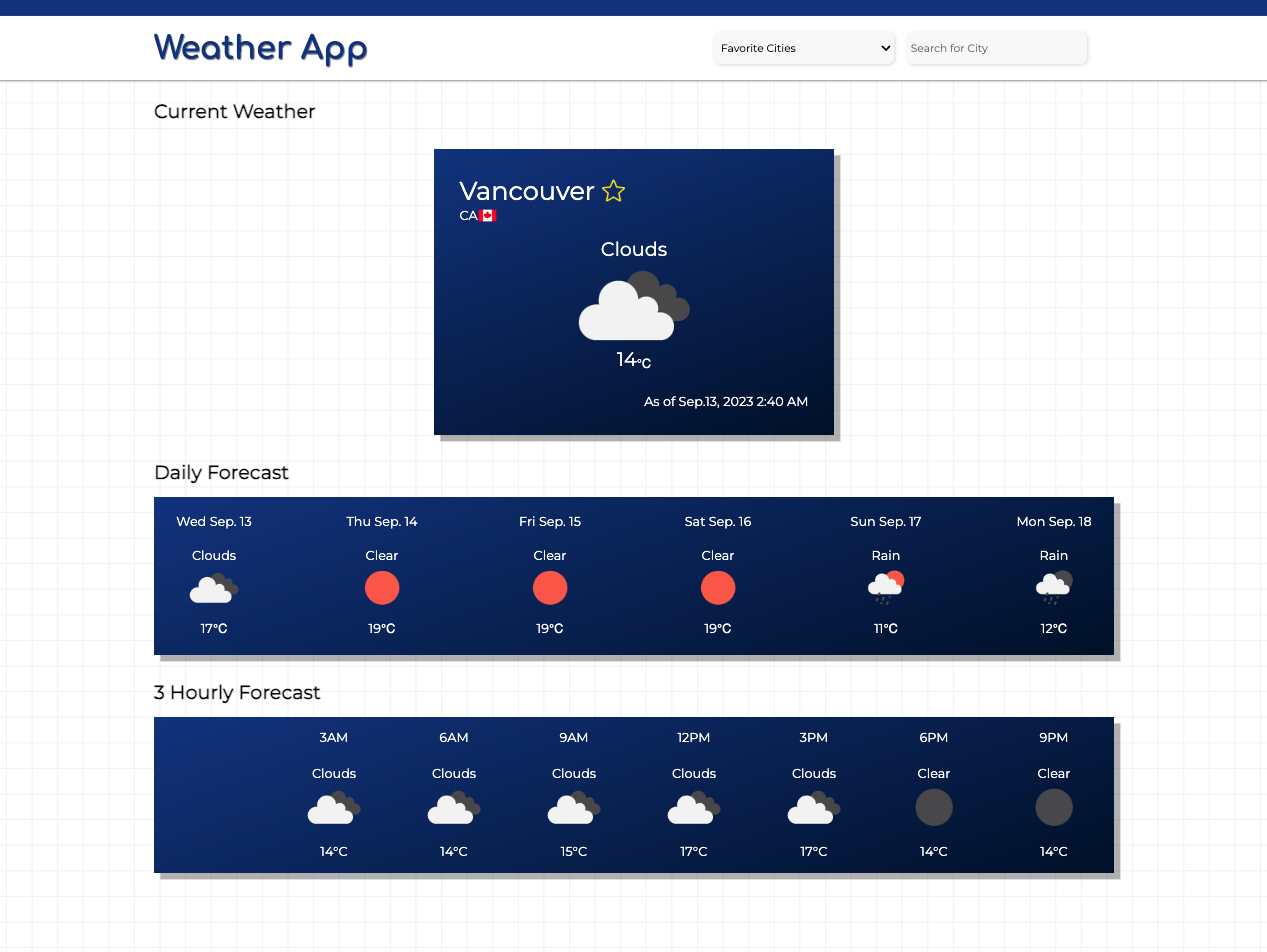 Weather App
Favorite Cities
Search for City
Current Weather
Vancouver
CA
Clouds
14°C
As of Sep.13, 2023 2:40 AM
Daily Forecast
Wed Sep. 13 Thu Sep. 14 Fri Sep. 15 Sat Sep. 16 Sun Sep. 17 Mon Sep. 18
Clouds Clear Clear Clear Rain Rain
17°C 19°C 19°C 19°C 11°C 12°C
3 Hourly Forecast
3AM 6AM 9AM 12PM 3PM 6PM 9PM
Clouds Clouds Clouds Clouds Clouds Clear Clear
14°C 14°C 15°C 17°C 17°C 14°C 14°C